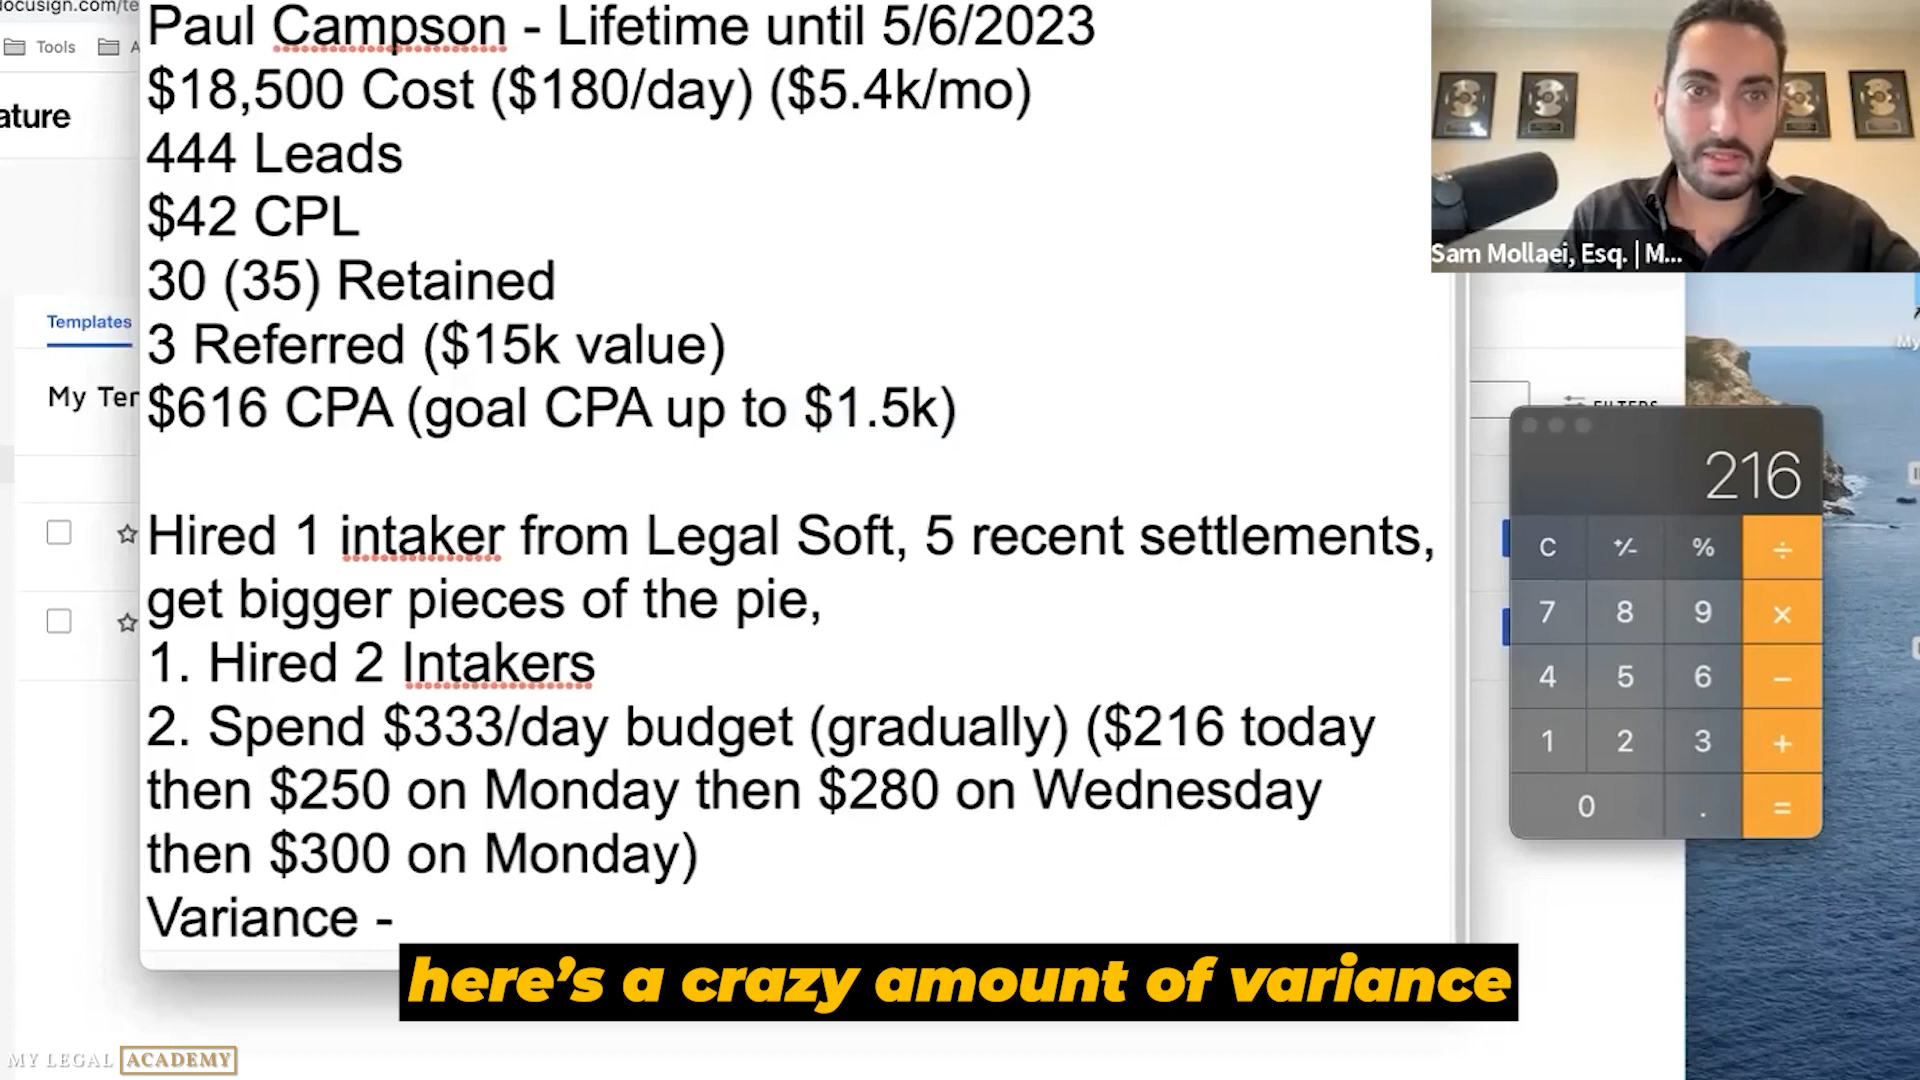 docusign.com/te
Tools
A
ature
Templates
My Ter
Paul Campson - Lifetime until 5/6/2023
$18,500 Cost ($180/day) ($5.4k/mo)
444 Leads
$42 CPL
30 (35) Retained
3 Referred ($15k value)
$616 CPA (goal CPA up to $1.5k)
Hired 1 intaker from Legal Soft, 5 recent settlements,
get bigger pieces of the pie,
1. Hired 2 Intakers
2. Spend $333/day budget (gradually) ($216 today
then $250 on Monday then $280 on Wednesday
then $300 on Monday)
Variance -
Sam Mollaei, Esq. | M...
My
FILTERS
216
C +/- % ÷
7 8 9 ×
4 5 6 −
1 2 3 +
0 . =
here's a crazy amount of variance
MY LEGAL ACADEMY